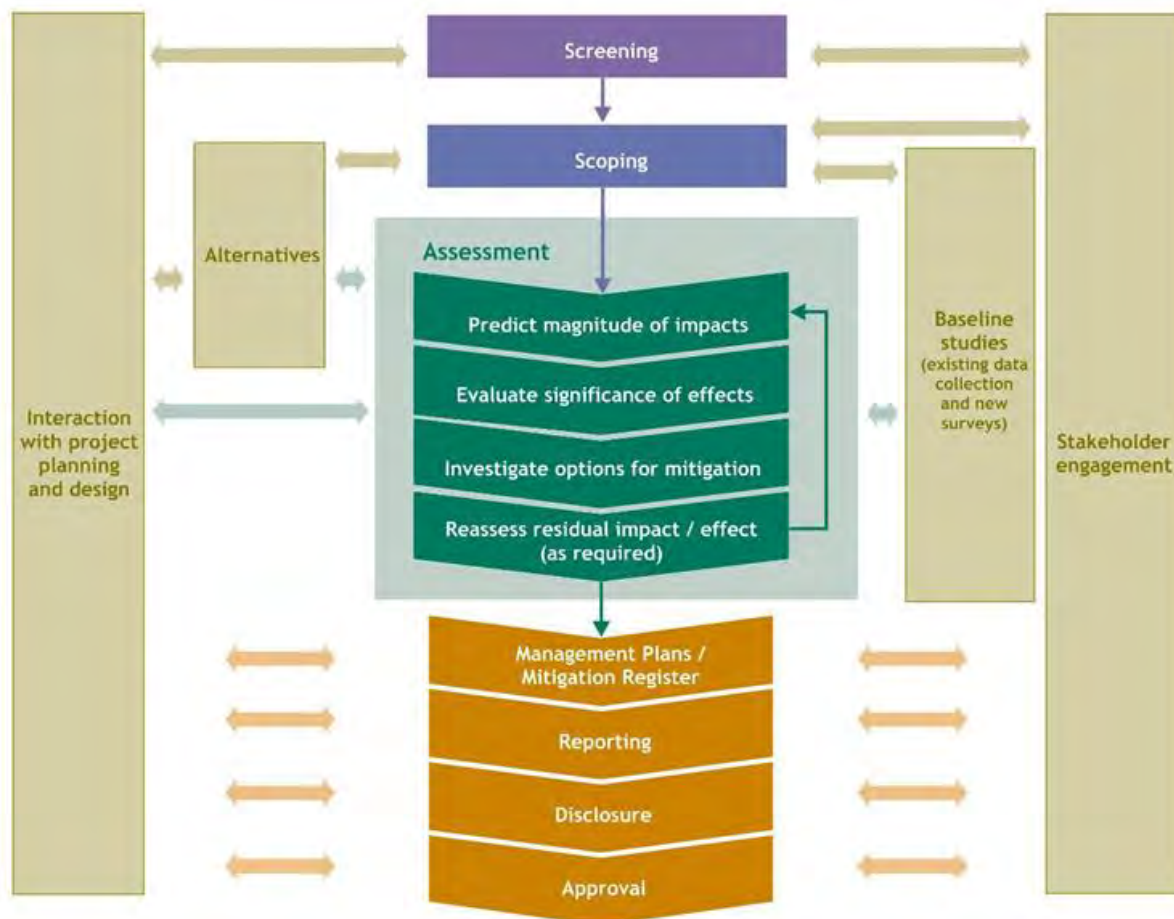 Screening
Scoping
Alternatives
Assessment
Predict magnitude of impacts
Evaluate significance of effects
Investigate options for mitigation
Reassess residual impact / effect
(as required)
Interaction
with project
planning
and design
Baseline
studies
(existing data
collection
and new
surveys)
Stakeholder
engagement
Management Plans /
Mitigation Register
Reporting
Disclosure
Approval